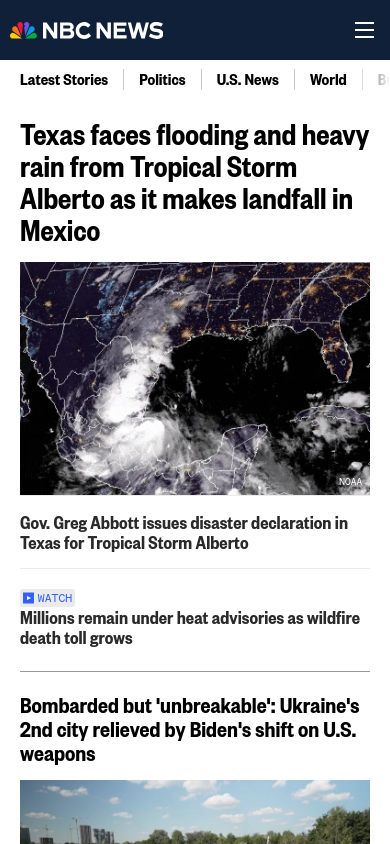 NBC NEWS
Latest Stories
Politics
U.S. News
World
Texas faces flooding and heavy
rain from Tropical Storm
Alberto as it makes landfall in
Mexico
NOAA
Gov. Greg Abbott issues disaster declaration in
Texas for Tropical Storm Alberto
WATCH
Millions remain under heat advisories as wildfire
death toll grows
Bombarded but 'unbreakable': Ukraine's
2nd city relieved by Biden's shift on U.S.
weapons